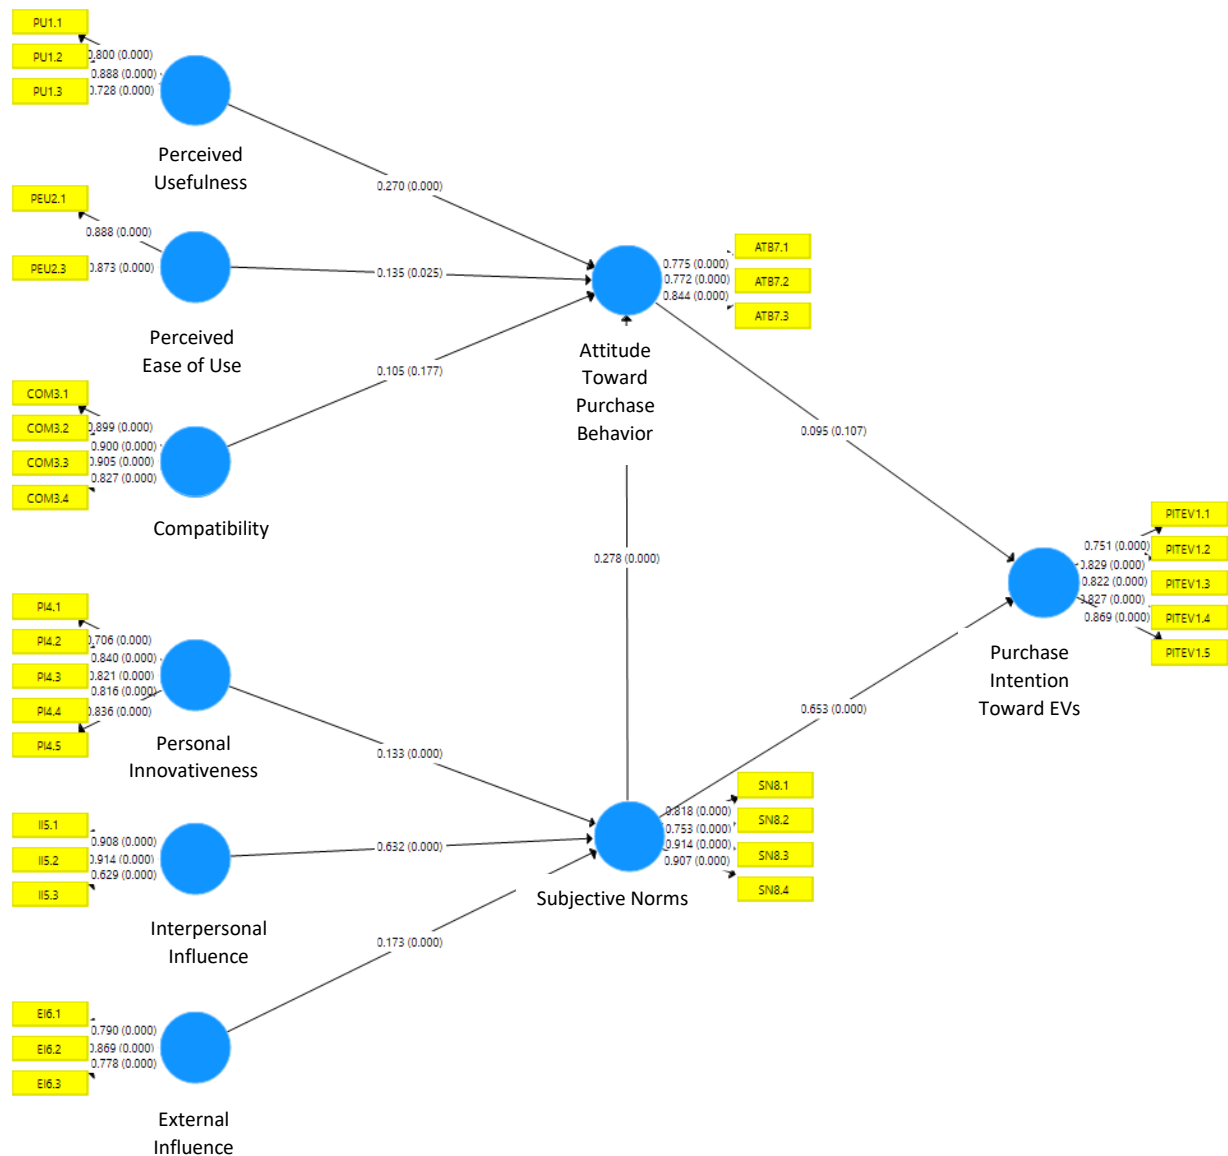 PU1.1
PU1.2
PU1.3
0.800 (0.000)
0.888 (0.000)
0.728 (0.000)
Perceived
Usefulness
0.270 (0.000)
PEU2.1
PEU2.3
0.888 (0.000)
0.873 (0.000)
Perceived
Ease of Use
0.135 (0.025)
COM3.1
COM3.2
COM3.3
COM3.4
0.899 (0.000)
0.900 (0.000)
0.905 (0.000)
0.827 (0.000)
Compatibility
0.105 (0.177)
ATB7.1
ATB7.2
ATB7.3
0.775 (0.000)
0.772 (0.000)
0.844 (0.000)
Attitude
Toward
Purchase
Behavior
0.095 (0.107)
0.278 (0.000)
PITEV1.1
PITEV1.2
PITEV1.3
PITEV1.4
PITEV1.5
0.751 (0.000)
0.829 (0.000)
0.822 (0.000)
0.827 (0.000)
0.869 (0.000)
Purchase
Intention
Toward EVs
PI4.1
PI4.2
PI4.3
PI4.4
PI4.5
0.706 (0.000)
0.840 (0.000)
0.821 (0.000)
0.816 (0.000)
0.836 (0.000)
Personal
Innovativeness
0.133 (0.000)
0.653 (0.000)
II5.1
II5.2
II5.3
0.908 (0.000)
0.914 (0.000)
0.629 (0.000)
Interpersonal
Influence
0.632 (0.000)
SN8.1
SN8.2
SN8.3
SN8.4
0.818 (0.000)
0.753 (0.000)
0.914 (0.000)
0.907 (0.000)
Subjective Norms
0.173 (0.000)
EI6.1
EI6.2
EI6.3
0.790 (0.000)
0.869 (0.000)
0.778 (0.000)
External
Influence